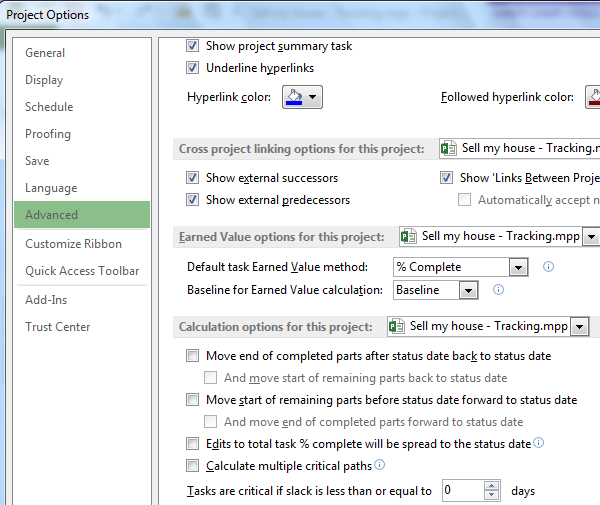 Project Options
General
Display
Schedule
Proofing
Save
Language
Advanced
Customize Ribbon
Quick Access Toolbar
Add-Ins
Trust Center
Show project summary task
Underline hyperlinks
Hyperlink color:
Followed hyperlink color:
Cross project linking options for this project: Sell my house - Tracking.
Show external successors
Show 'Links Between
Show external predecessors
Automatically accept
Earned Value options for this project: Sell my house - Tracking.mpp
Default task Earned Value method: % Complete
Baseline for Earned Value calculation: Baseline
Calculation options for this project: Sell my house - Tracking.mpp
Move end of completed parts after status date back to status date
And move start of remaining parts back to status date
Move start of remaining parts before status date forward to status date
And move end of completed parts forward to status date
Edits to total task % complete will be spread to the status date
Calculate multiple critical paths
Tasks are critical if slack is less than or equal to 0 days